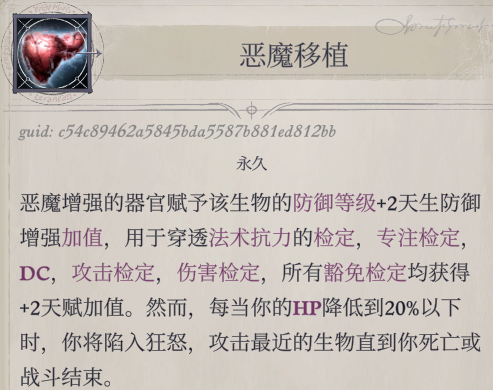 恶魔移植
guid: c54c89462a5845bda5587b881ed812bb
永久
恶魔增强的器官赋予该生物的防御等级+2天生防御
增强加值，用于穿透法术抗力的检定，专注检定，
DC，攻击检定，伤害检定，所有豁免检定均获得
+2天赋加值。然而，每当你的HP降低到20%以下
时，你将陷入狂怒，攻击最近的生物直到你死亡或
战斗结束。